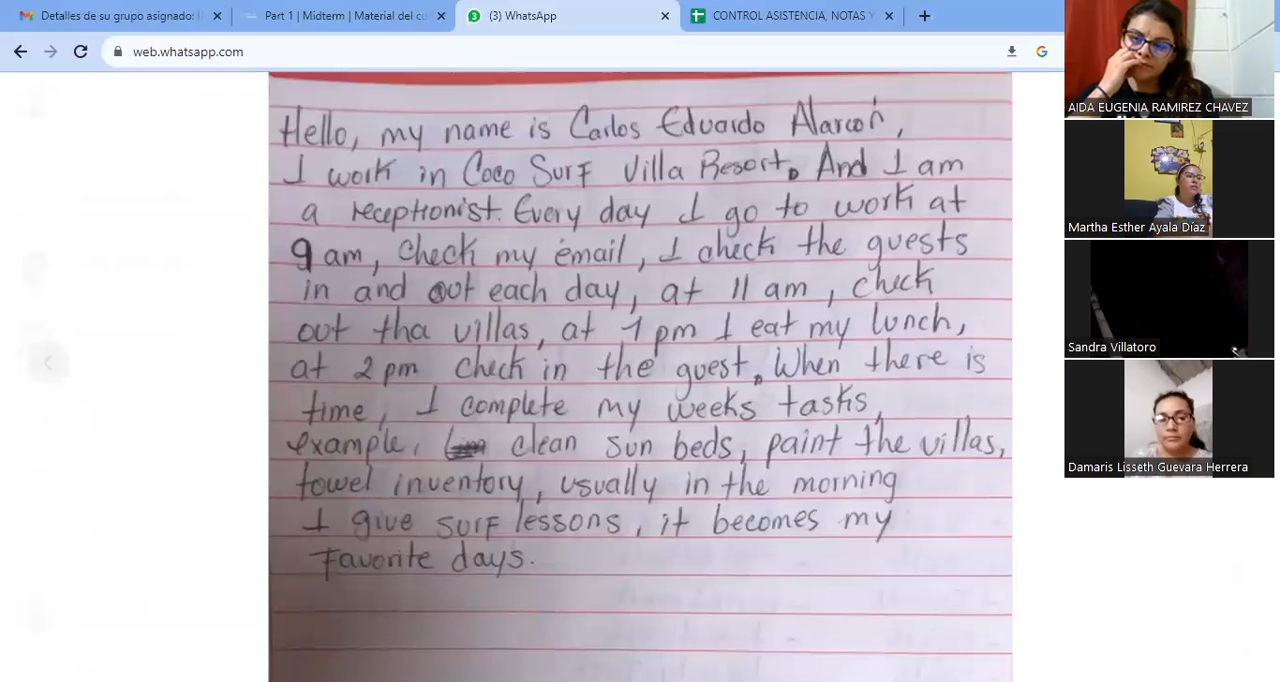 Detalles de su grupo asignado:
Part 1 | Midterm | Material del cu
(3) WhatsApp
CONTROL ASISTENCIA, NOTAS Y
web.whatsapp.com
Hello, my name is Carlos Eduardo Alarcón,
I work in Coco Surf Villa Resort. And I am
a receptionist. Every day I go to work at
9 am, check my email, I check the guests
in and out each day, at 11 am, check
out tha villas, at 1 pm I eat my lunch,
at 2 pm check in the guest. When there is
time, I complete my weeks tasks,
example, clean sun beds, paint the villas,
towel inventory, usually in the morning
I give surf lessons, it becomes my
Favorite days.
AIDA EUGENIA RAMIREZ CHAVEZ
Martha Esther Ayala Díaz
Sandra Villatoro
Damaris Lisseth Guevara Herrera